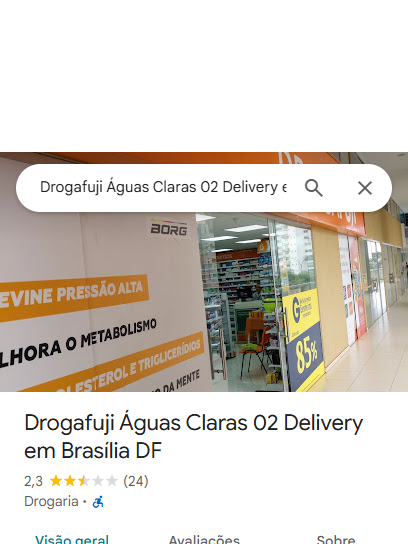 Drogafuji Águas Claras 02 Delivery e
BORG
EVINE PRESSÃO ALTA
LHORA O METABOLISMO
OLESTEROL E TRIGLICERÍDIOS
DA MENTE
85%
Drogafuji Águas Claras 02 Delivery
em Brasília DF
2,3 (24)
Drogaria ·
Visão geral Avaliações Sobre